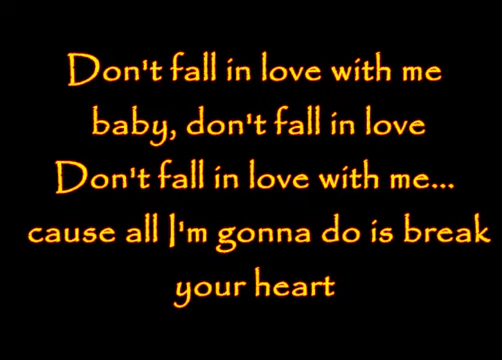 Don't fall in love with me
baby, don't fall in love
Don't fall in love with me...
cause all I'm gonna do is break
your heart